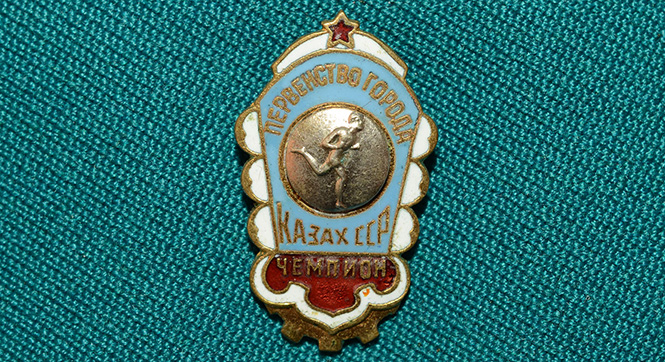 ПЕРВЕНСТВО ГОРОДА
КАЗАХ ССР
ЧЕМПИОН